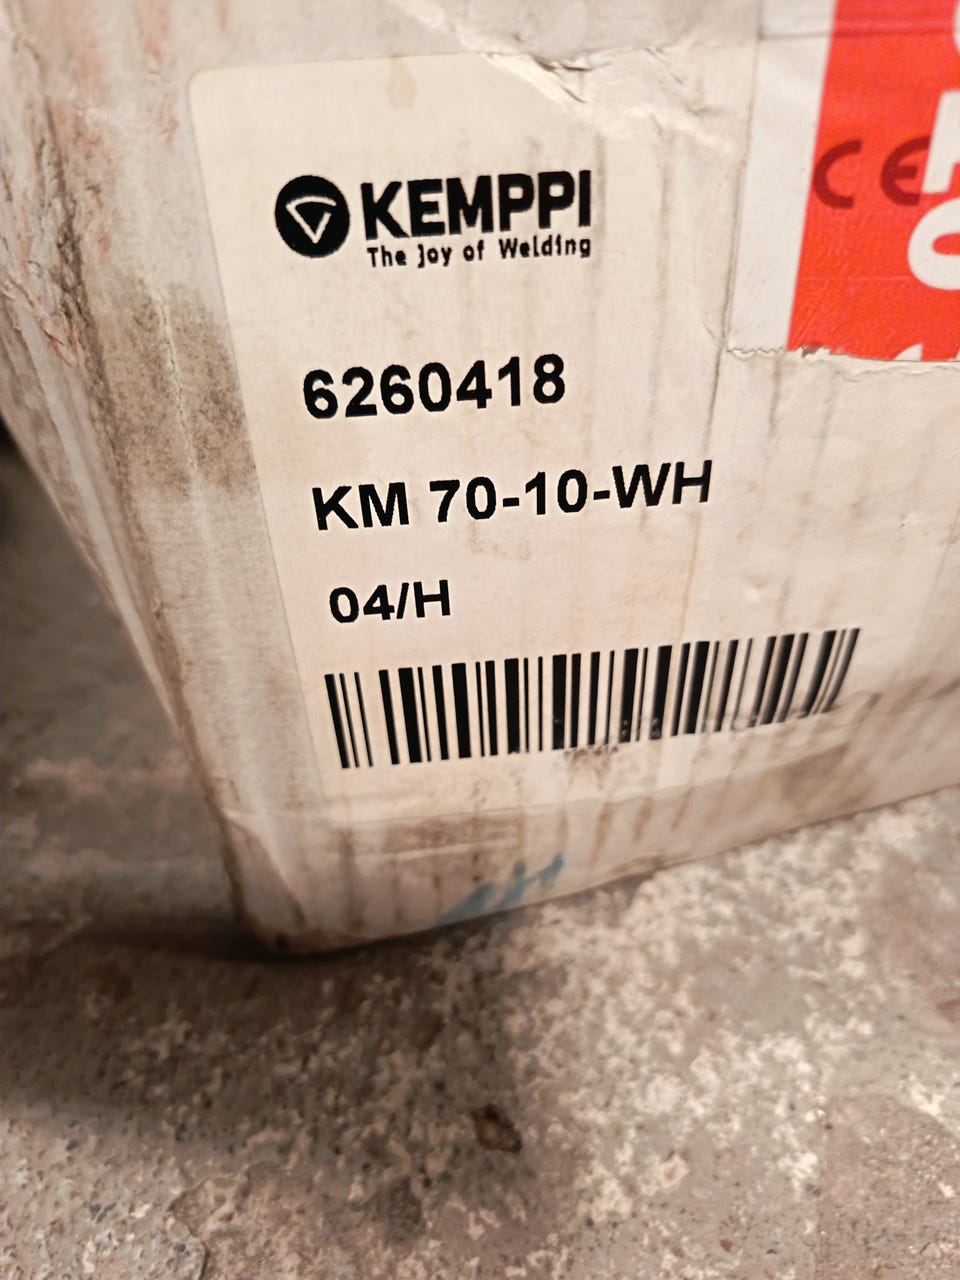 KEMPPI
The Joy of Welding
CE
6260418
KM 70-10-WH
04/H